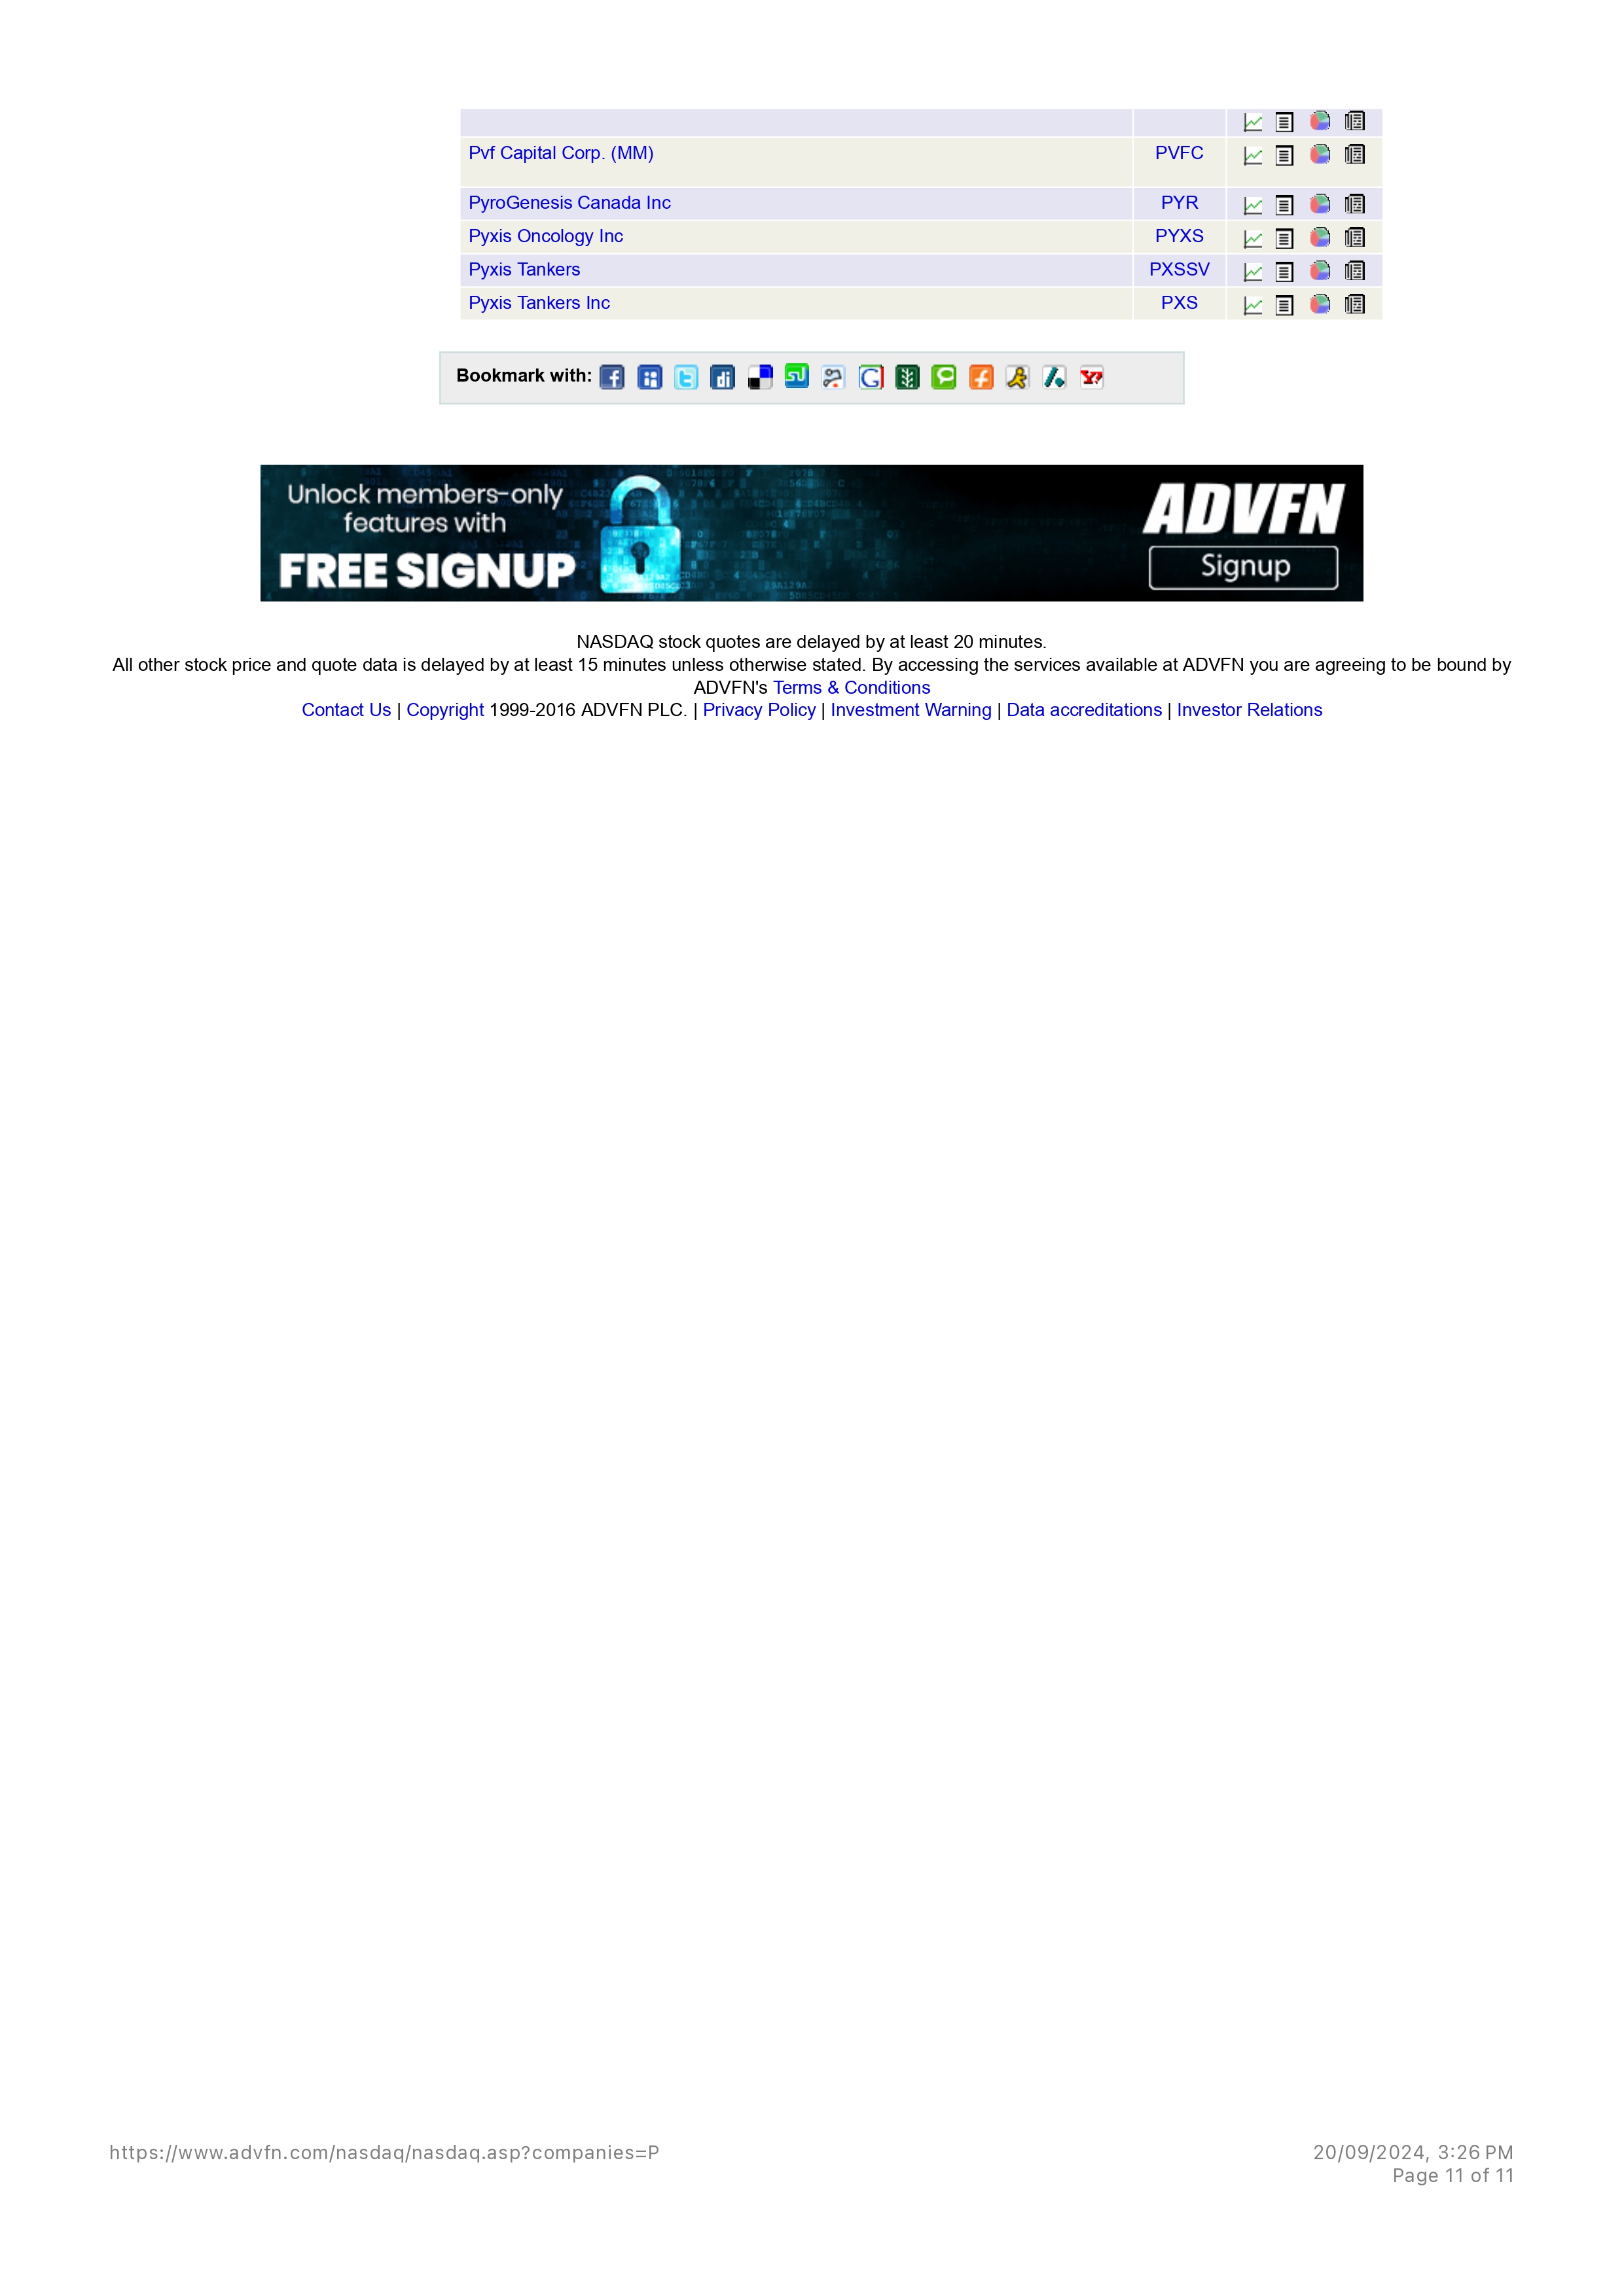 Pvf Capital Corp. (MM) PVFC
PyroGenesis Canada Inc PYR
Pyxis Oncology Inc PYXS
Pyxis Tankers PXSSV
Pyxis Tankers Inc PXS
Bookmark with:
Unlock members-only
features with
FREE SIGNUP
ADVFN
Signup
NASDAQ stock quotes are delayed by at least 20 minutes.
All other stock price and quote data is delayed by at least 15 minutes unless otherwise stated. By accessing the services available at ADVFN you are agreeing to be bound by
ADVFN's Terms & Conditions
Contact Us | Copyright 1999-2016 ADVFN PLC. | Privacy Policy | Investment Warning | Data accreditations | Investor Relations
https://www.advfn.com/nasdaq/nasdaq.asp?companies=P
20/09/2024, 3:26 PM
Page 11 of 11